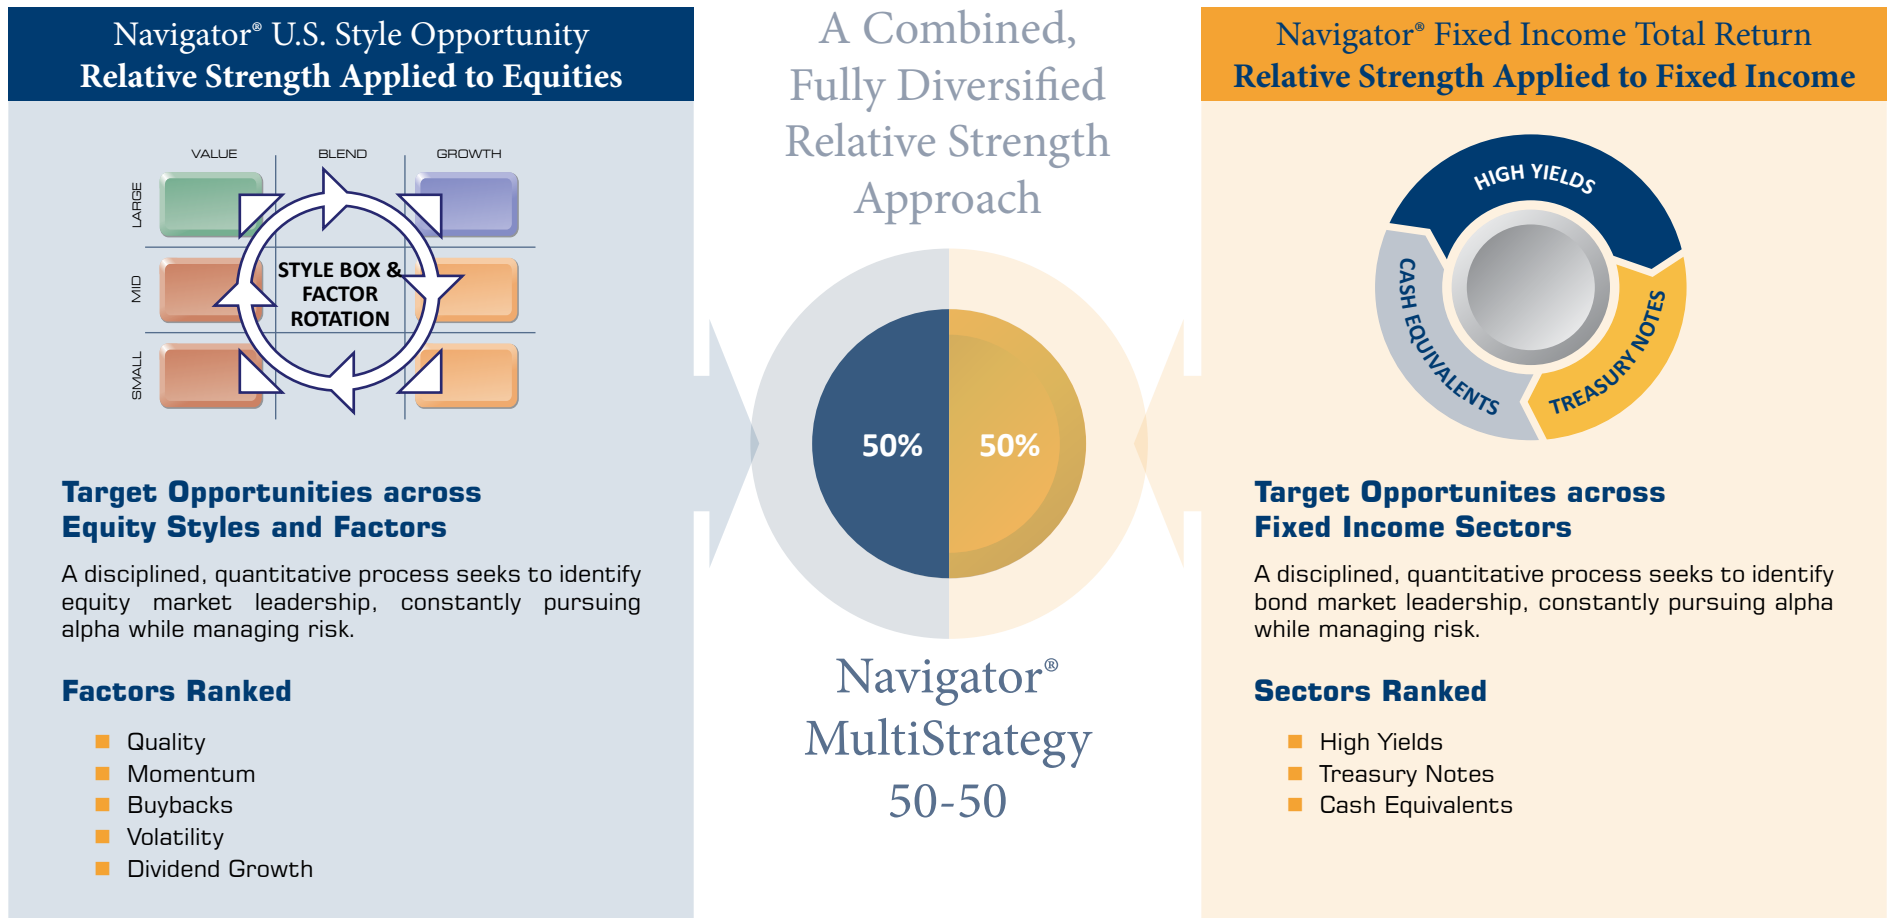 Navigator® U.S. Style Opportunity
Relative Strength Applied to Equities
VALUE
BLEND
GROWTH
LARGE
MID
SMALL
STYLE BOX &
FACTOR
ROTATION
Target Opportunities across
Equity Styles and Factors
A disciplined, quantitative process seeks to identify
equity market leadership, constantly pursuing
alpha while managing risk.
Factors Ranked
Quality
Momentum
Buybacks
Volatility
Dividend Growth
A Combined,
Fully Diversified
Relative Strength
Approach
50%
50%
Navigator®
MultiStrategy
50-50
Navigator® Fixed Income Total Return
Relative Strength Applied to Fixed Income
HIGH YIELDS
CASH EQUIVALENTS
TREASURY NOTES
Target Opportunites across
Fixed Income Sectors
A disciplined, quantitative process seeks to identify
bond market leadership, constantly pursuing alpha
while managing risk.
Sectors Ranked
High Yields
Treasury Notes
Cash Equivalents